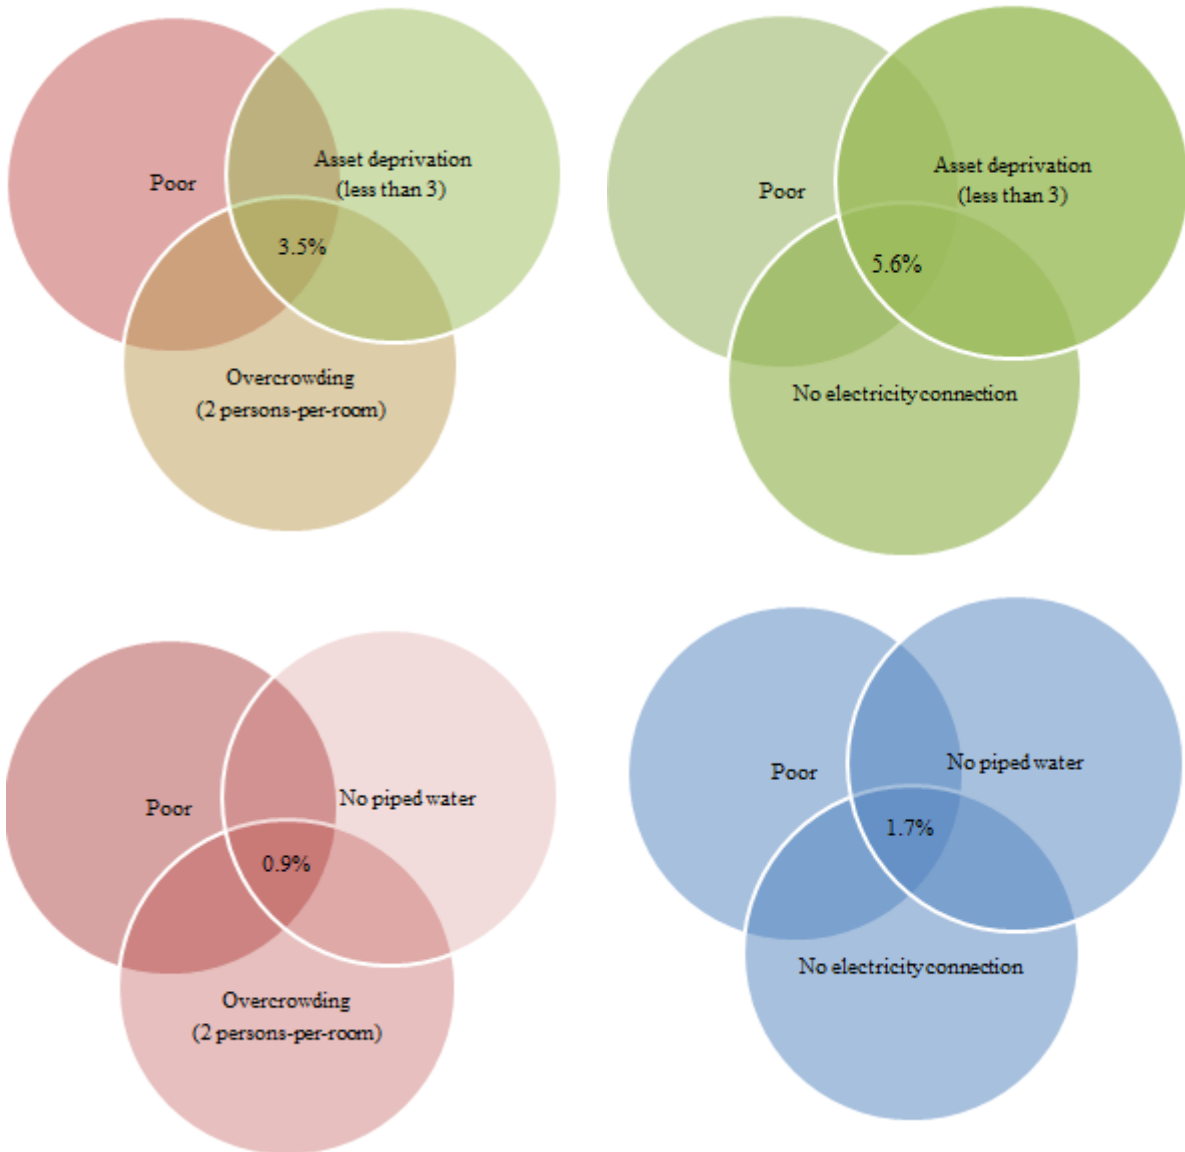 Poor
Asset deprivation
(less than 3)
3.5%
Overcrowding
(2 persons-per-room)
Poor
Asset deprivation
(less than 3)
5.6%
No electricity connection
Poor
No piped water
0.9%
Overcrowding
(2 persons-per-room)
Poor
No piped water
1.7%
No electricity connection